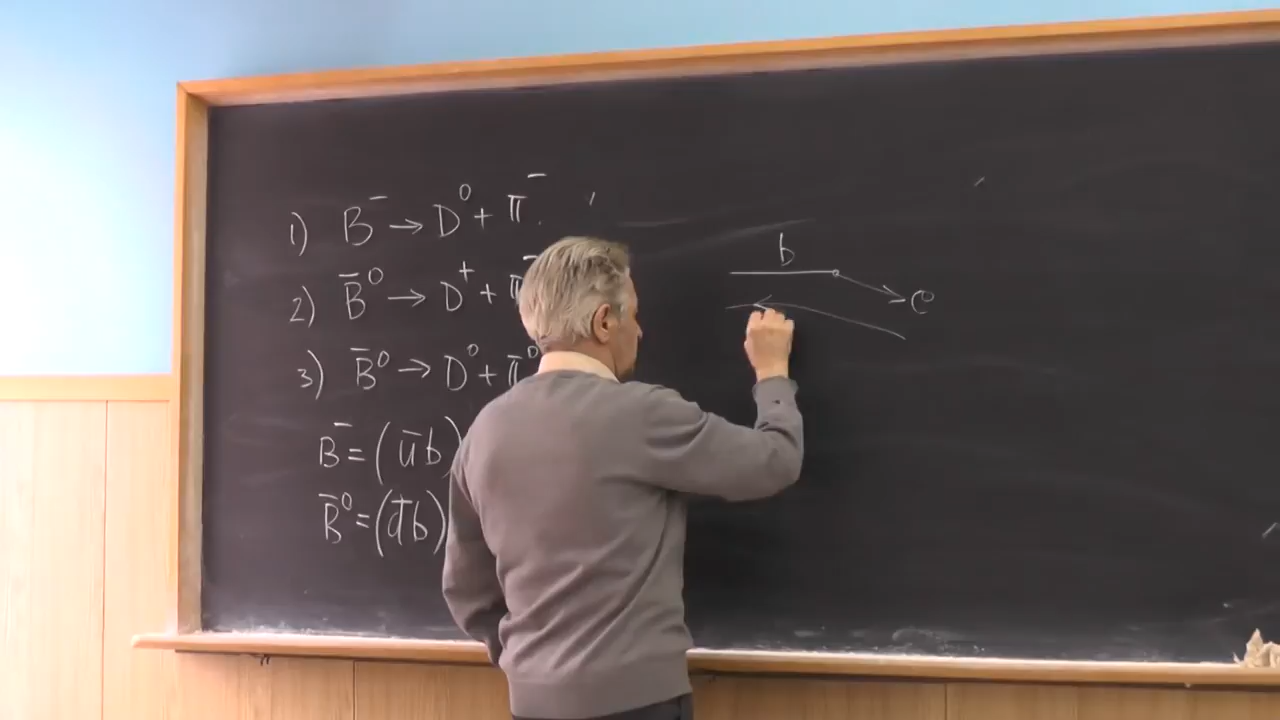 1) B⁻ → D⁰ + π⁻
2) B̄⁰ → D⁺ + π⁻
3) B̄⁰ → D⁰ + π⁰
B⁻ = (ūb)
B̄⁰ = (d̄b)
b
c